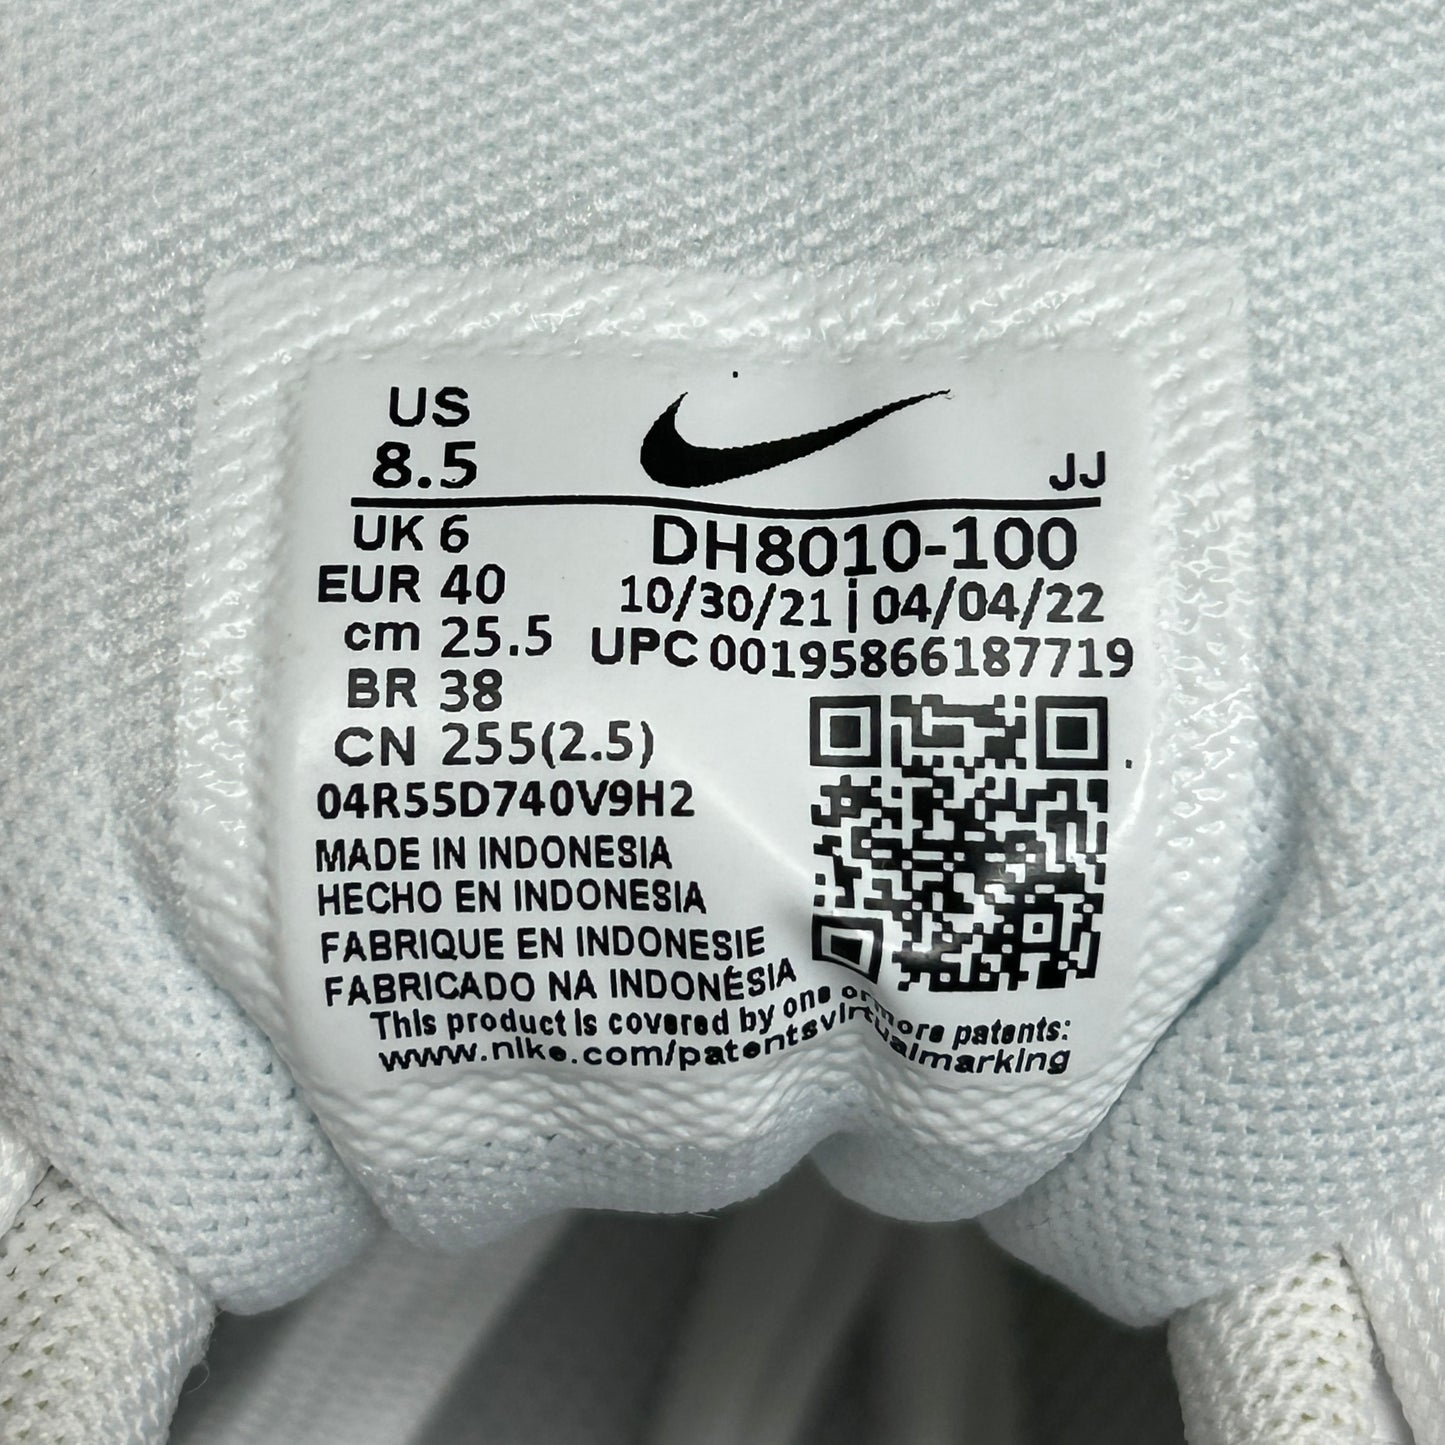 US
8.5
JJ
UK 6
EUR 40
cm 25.5
BR 38
CN 255(2.5)
DH8010-100
10/30/21 | 04/04/22
UPC 00195866187719
04R55D740V9H2
MADE IN INDONESIA
HECHO EN INDONESIA
FABRIQUE EN INDONESIE
FABRICADO NA INDONÉSIA
This product is covered by one or more patents:
www.nike.com/patentsvirtualmarking